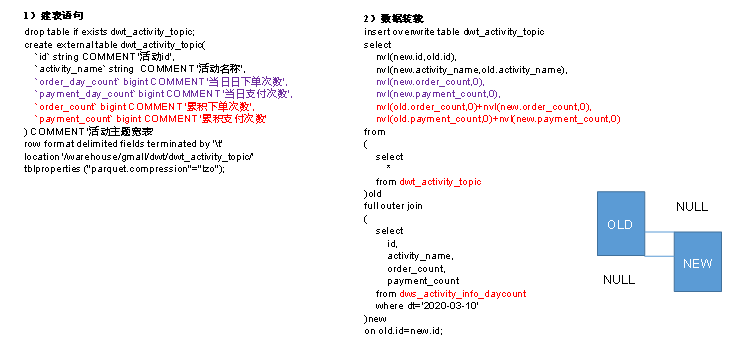 1）建表语句
drop table if exists dwt_activity_topic;
create external table dwt_activity_topic(
`id` string COMMENT '活动id',
`activity_name` string COMMENT '活动名称',
`order_day_count` bigint COMMENT '当日日下单次数',
`payment_day_count` bigint COMMENT '当日支付次数',
`order_count` bigint COMMENT '累积下单次数',
`payment_count` bigint COMMENT '累积支付次数'
) COMMENT '活动主题宽表'
row format delimited fields terminated by '\t'
location '/warehouse/gmall/dwt/dwt_activity_topic/'
tblproperties ("parquet.compression"="lzo");
2）数据装载
insert overwrite table dwt_activity_topic
select
nvl(new.id,old.id),
nvl(new.activity_name,old.activity_name),
nvl(new.order_count,0),
nvl(new.payment_count,0),
nvl(old.order_count,0)+nvl(new.order_count,0),
nvl(old.payment_count,0)+nvl(new.payment_count,0)
from
(
select
*
from dwt_activity_topic
)old
full outer join
(
select
id,
activity_name,
order_count,
payment_count
from dws_activity_info_daycount
where dt='2020-03-10'
)new
on old.id=new.id;
OLD
NULL
NULL
NEW